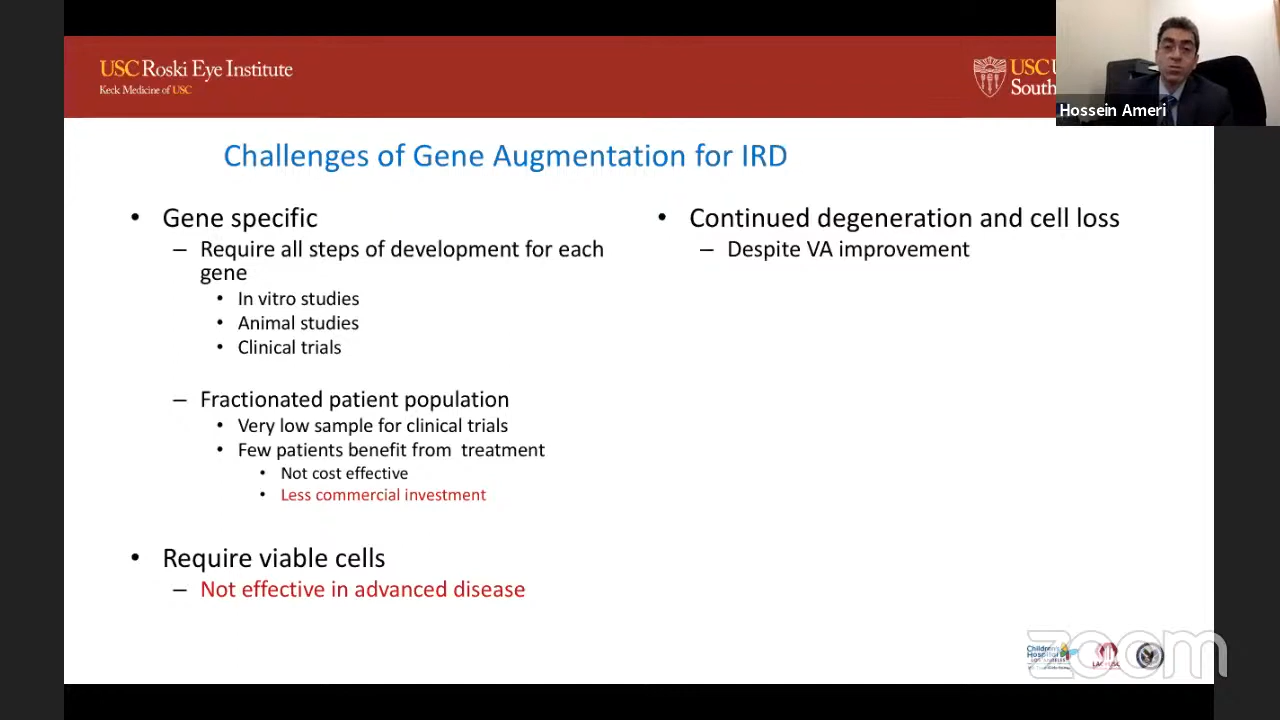 USC Roski Eye Institute
Keck Medicine of USC
USC
South
Hossein Ameri
Challenges of Gene Augmentation for IRD
• Gene specific
– Require all steps of development for each
gene
• In vitro studies
• Animal studies
• Clinical trials
– Fractionated patient population
• Very low sample for clinical trials
• Few patients benefit from treatment
• Not cost effective
• Less commercial investment
• Require viable cells
– Not effective in advanced disease
• Continued degeneration and cell loss
– Despite VA improvement
Children's
Hospital
zoom